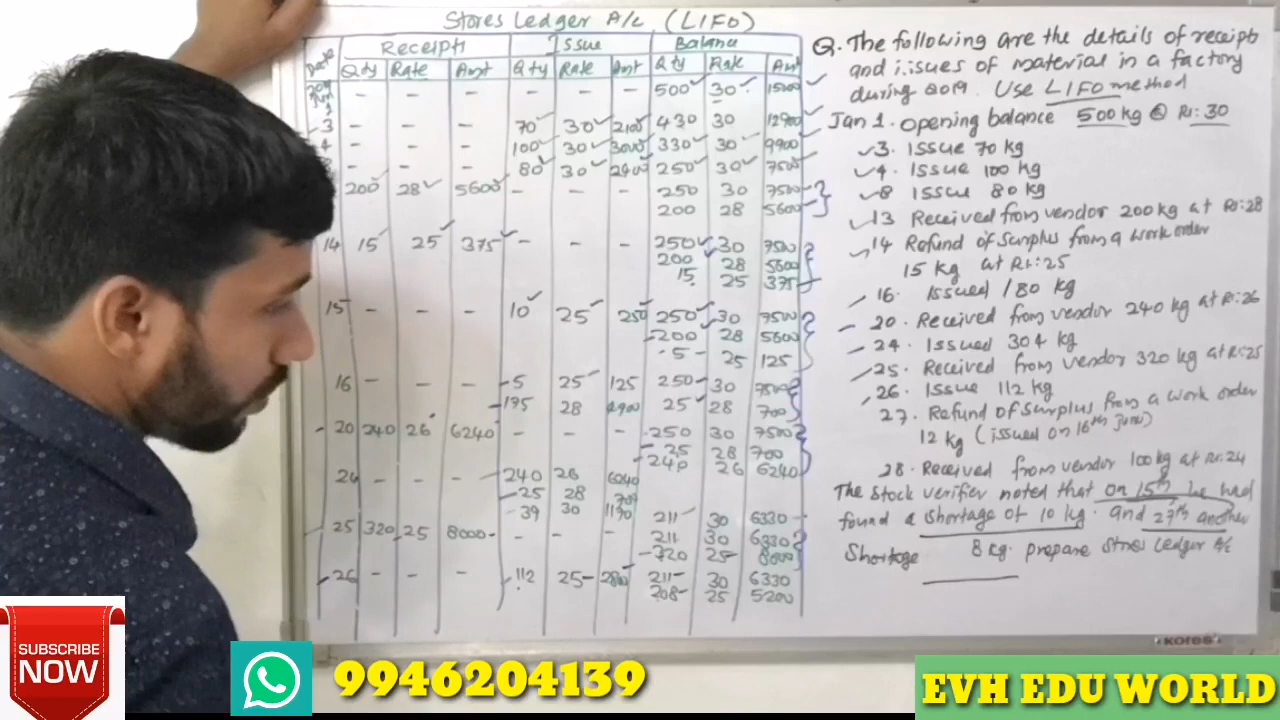 Stores Ledger A/c (LIFO)
Date Receipts Issue Balance
Qty Rate Amt Qty Rate Amt Qty Rate Amt
- - - - - - 500 30 15000
3 - - - 70 30 2100 430 30 12900
4 - - - 100 30 3000 330 30 9900
- - - 80 30 2400 250 30 7500
200 28 5600 250 30 7500
200 28 5600
14 15 25 375 - - - 250 30 7500
200 28 5600
15 25 375
15 - - - 10 25 250 250 30 7500
200 28 5600
5 25 125
16 - - - 5 25 125 250 30 7500
175 28 4900 25 28 700
20 240 26 6240 - - - 250 30 7500
25 28 700
240 26 6240
24 - - - 240 26 6240
25 28 700
39 30 1170 211 30 6330
25 320 25 8000 - - - 211 30 6330
320 25 8000
26 - - - 112 25 2800 211 30 6330
208 25 5200
Q. The following are the details of receipts
and issues of material in a factory
during 2019. Use LIFO method
Jan 1. Opening balance 500 kg @ Rs: 30
3. Issue 70 kg
4. Issue 100 kg
8 Issue 80 kg
13 Received from vendor 200 kg at Rs:28
14 Refund of Surplus from a work order
15 kg at Rs:25
16. Issued 180 kg
20. Received from vendor 240 kg at Rs:26
24. Issued 304 kg
25. Received from vendor 320 kg at Rs:25
26. Issue 112 kg
27. Refund of Surplus from a work order
12 kg (issued on 16th june)
28. Received from vendor 100 kg at Rs.24
The stock verifier noted that on 15th he had
found a shortage of 10 kg. and 27th another
Shortage 8 kg. prepare Stores Ledger A/c
kores
SUBSCRIBE
NOW
9946204139
EVH EDU WORLD